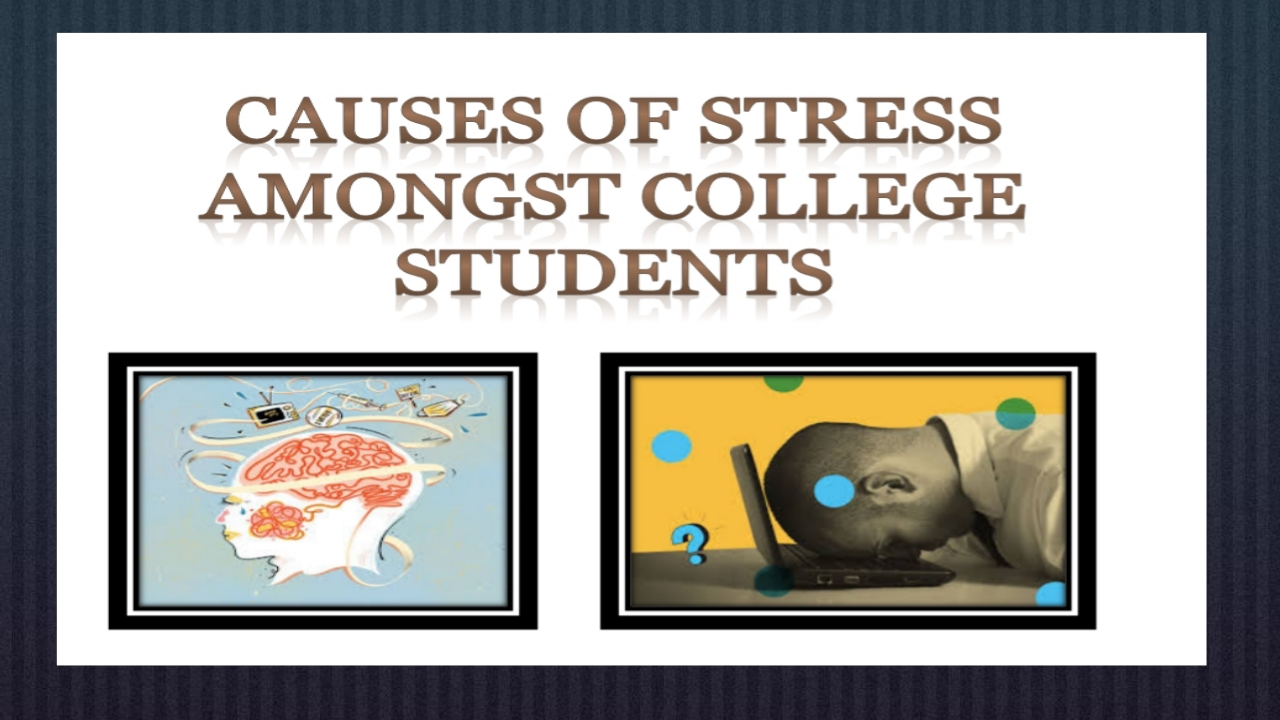 CAUSES OF STRESS
AMONGST COLLEGE
STUDENTS
?